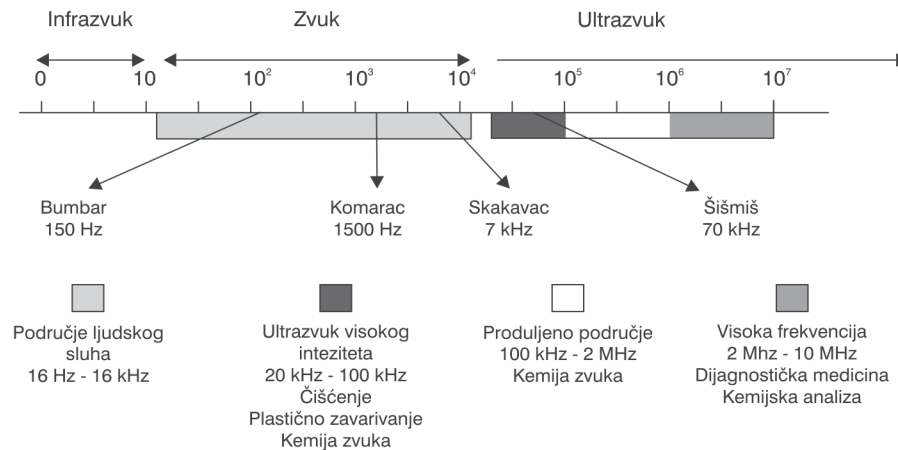 Infrazvuk Zvuk Ultrazvuk
0 10 10² 10³ 10⁴ 10⁵ 10⁶ 10⁷
Bumbar
150 Hz
Komarac
1500 Hz
Skakavac
7 kHz
Šišmiš
70 kHz
Područje ljudskog
sluha
16 Hz - 16 kHz
Ultrazvuk visokog
inteziteta
20 kHz - 100 kHz
Čišćenje
Plastično zavarivanje
Kemija zvuka
Produljeno područje
100 kHz - 2 MHz
Kemija zvuka
Visoka frekvencija
2 Mhz - 10 MHz
Dijagnostička medicina
Kemijska analiza